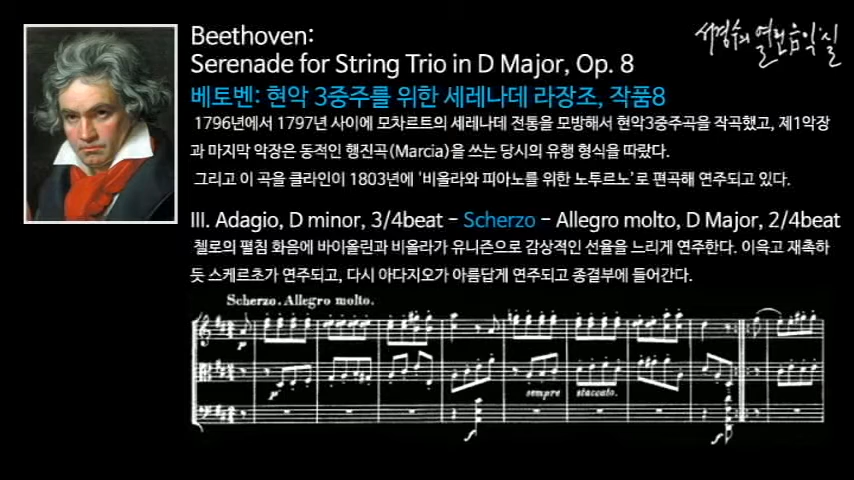 서경수의 열린음악실
Beethoven:
Serenade for String Trio in D Major, Op. 8
베토벤: 현악 3중주를 위한 세레나데 라장조, 작품8
1796년에서 1797년 사이에 모차르트의 세레나데 전통을 모방해서 현악3중주곡을 작곡했고, 제1악장
과 마지막 악장은 동적인 행진곡(Marcia)을 쓰는 당시의 유행 형식을 따랐다.
그리고 이 곡을 클라인이 1803년에 '비올라와 피아노를 위한 노투르노'로 편곡해 연주되고 있다.
III. Adagio, D minor, 3/4beat - Scherzo - Allegro molto, D Major, 2/4beat
첼로의 펼침 화음에 바이올린과 비올라가 유니즌으로 감상적인 선율을 느리게 연주한다. 이윽고 재촉하
듯 스케르초가 연주되고, 다시 아다지오가 아름답게 연주되고 종결부에 들어간다.
Scherzo. Allegro molto.
p
p
sempre staccato.
sf
sf